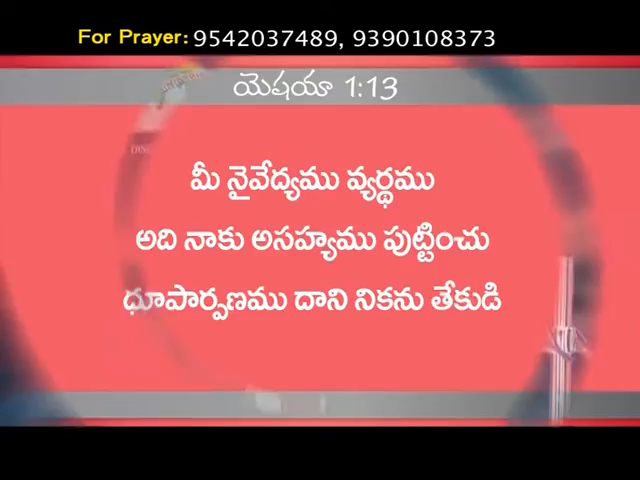 For Prayer: 9542037489, 9390108373
యెషయా 1:13
మీ నైవేద్యము వ్యర్థము
అది నాకు అసహ్యము పుట్టించు
ధూపార్పణము దాని నికను తేకుడి